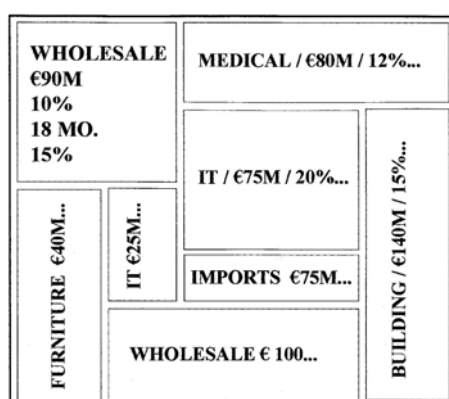 WHOLESALE
€90M
10%
18 MO.
15%
MEDICAL / €80M / 12%...
IT / €75M / 20%...
BUILDING / €140M / 15%...
FURNITURE €40M...
IT €25M...
IMPORTS €75M...
WHOLESALE € 100...